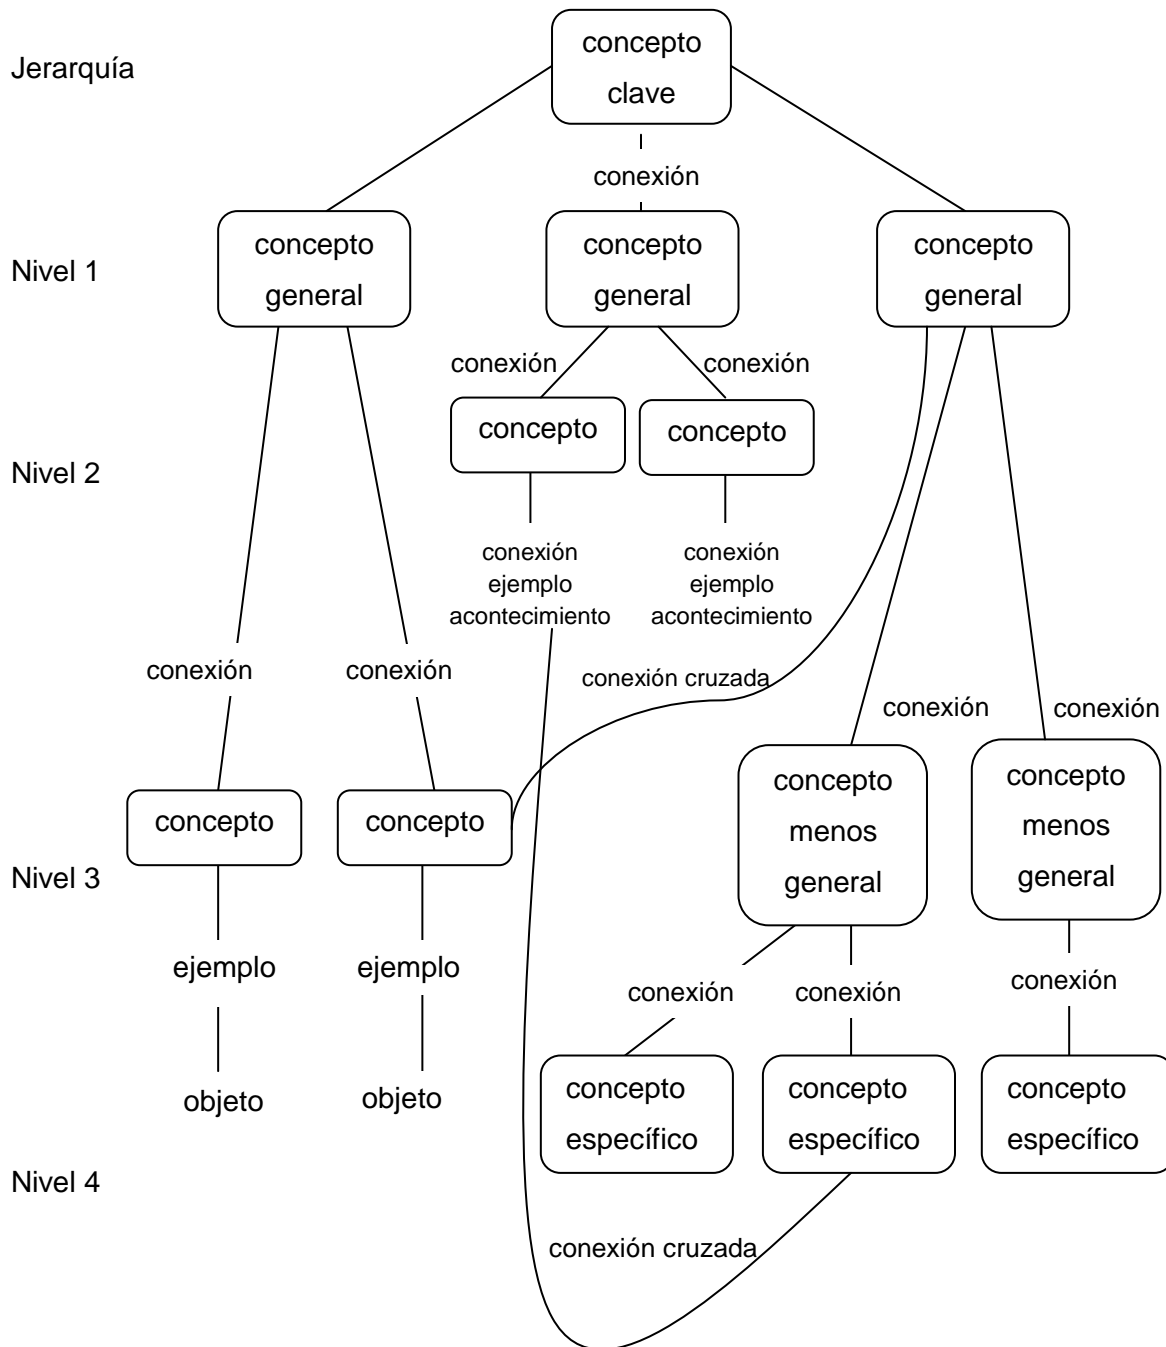 concepto
clave
Jerarquía
conexión
concepto
general
concepto
general
concepto
general
Nivel 1
conexión
conexión
concepto
concepto
Nivel 2
conexión
ejemplo
acontecimiento
conexión
ejemplo
acontecimiento
conexión
conexión
conexión cruzada
conexión
conexión
concepto
concepto
concepto
menos
general
concepto
menos
general
Nivel 3
ejemplo
ejemplo
conexión
conexión
conexión
objeto
objeto
concepto
específico
concepto
específico
concepto
específico
Nivel 4
conexión cruzada